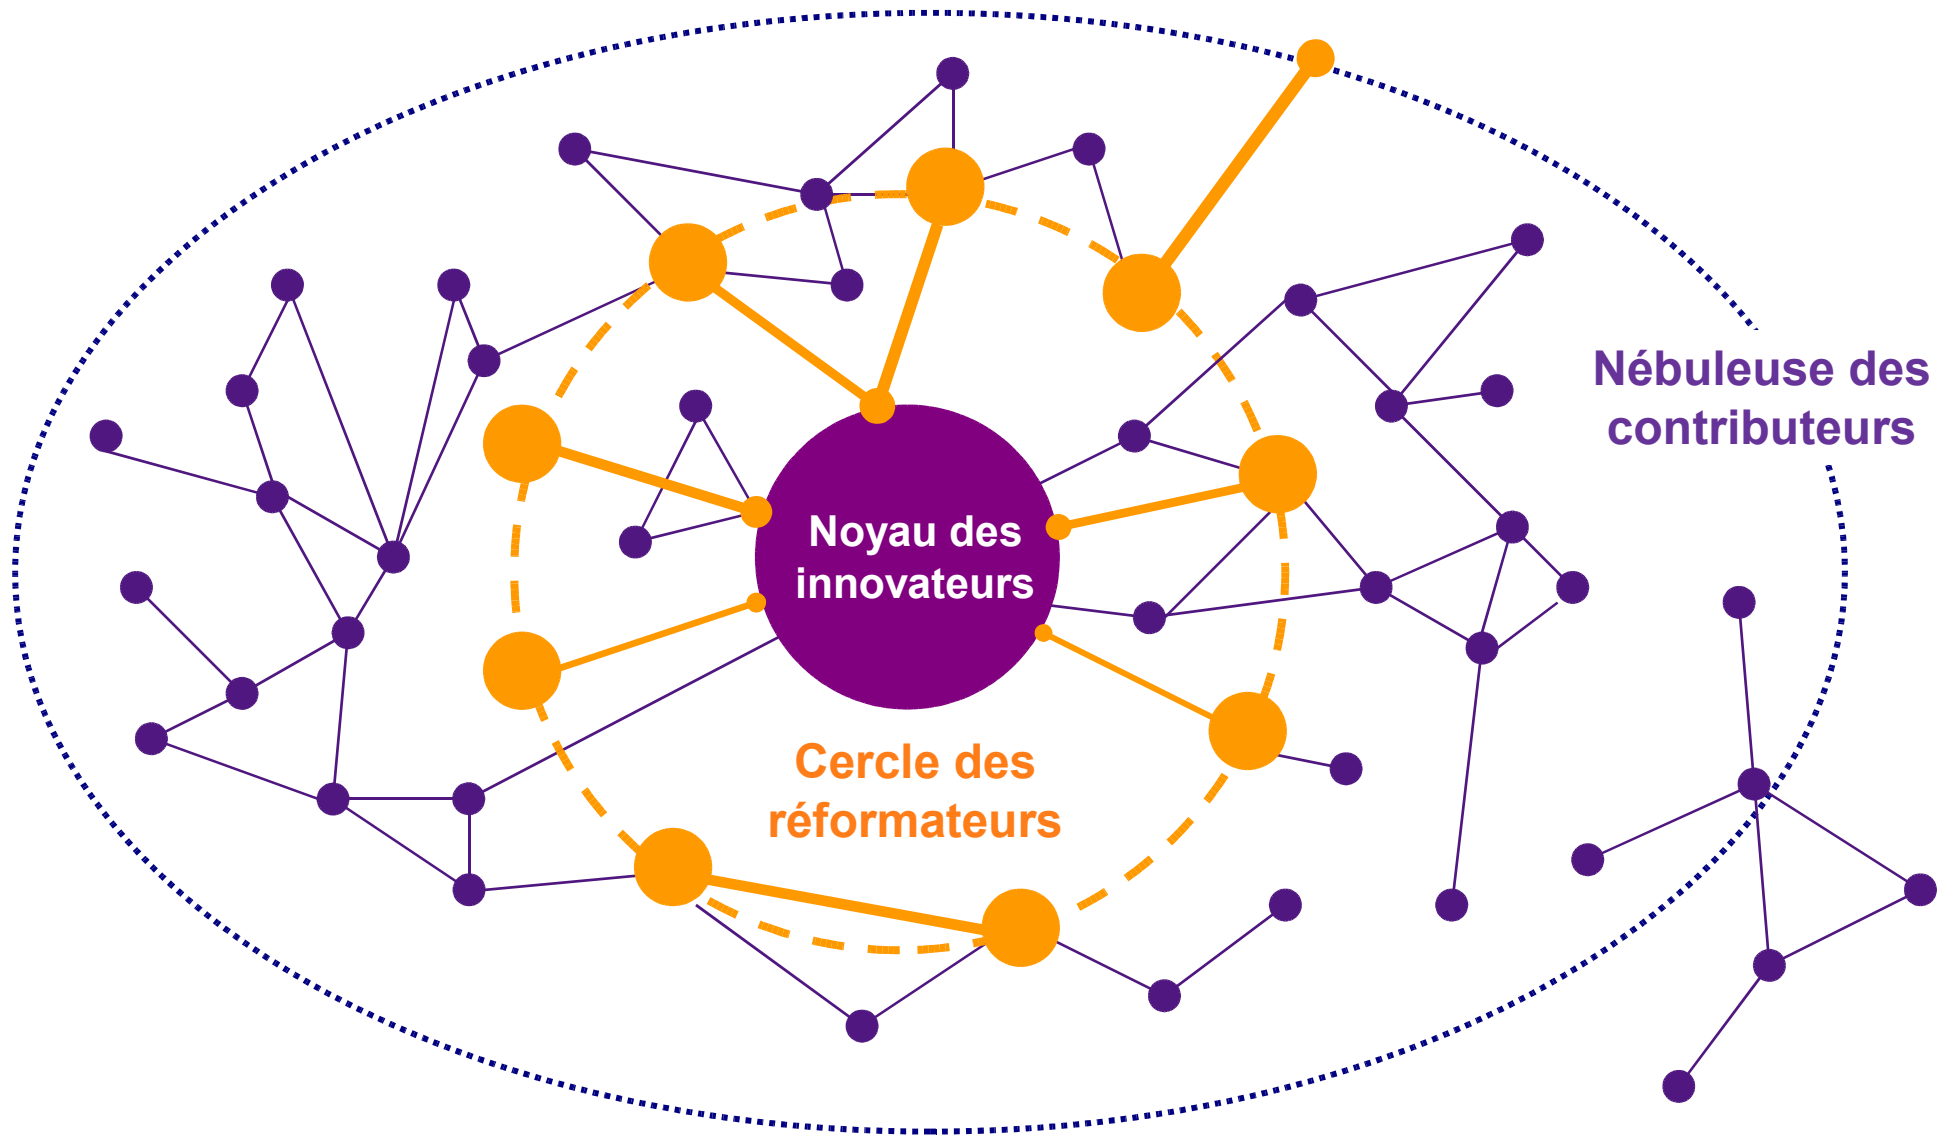 Nébuleuse des
contributeurs
Noyau des
innovateurs
Cercle des
réformateurs